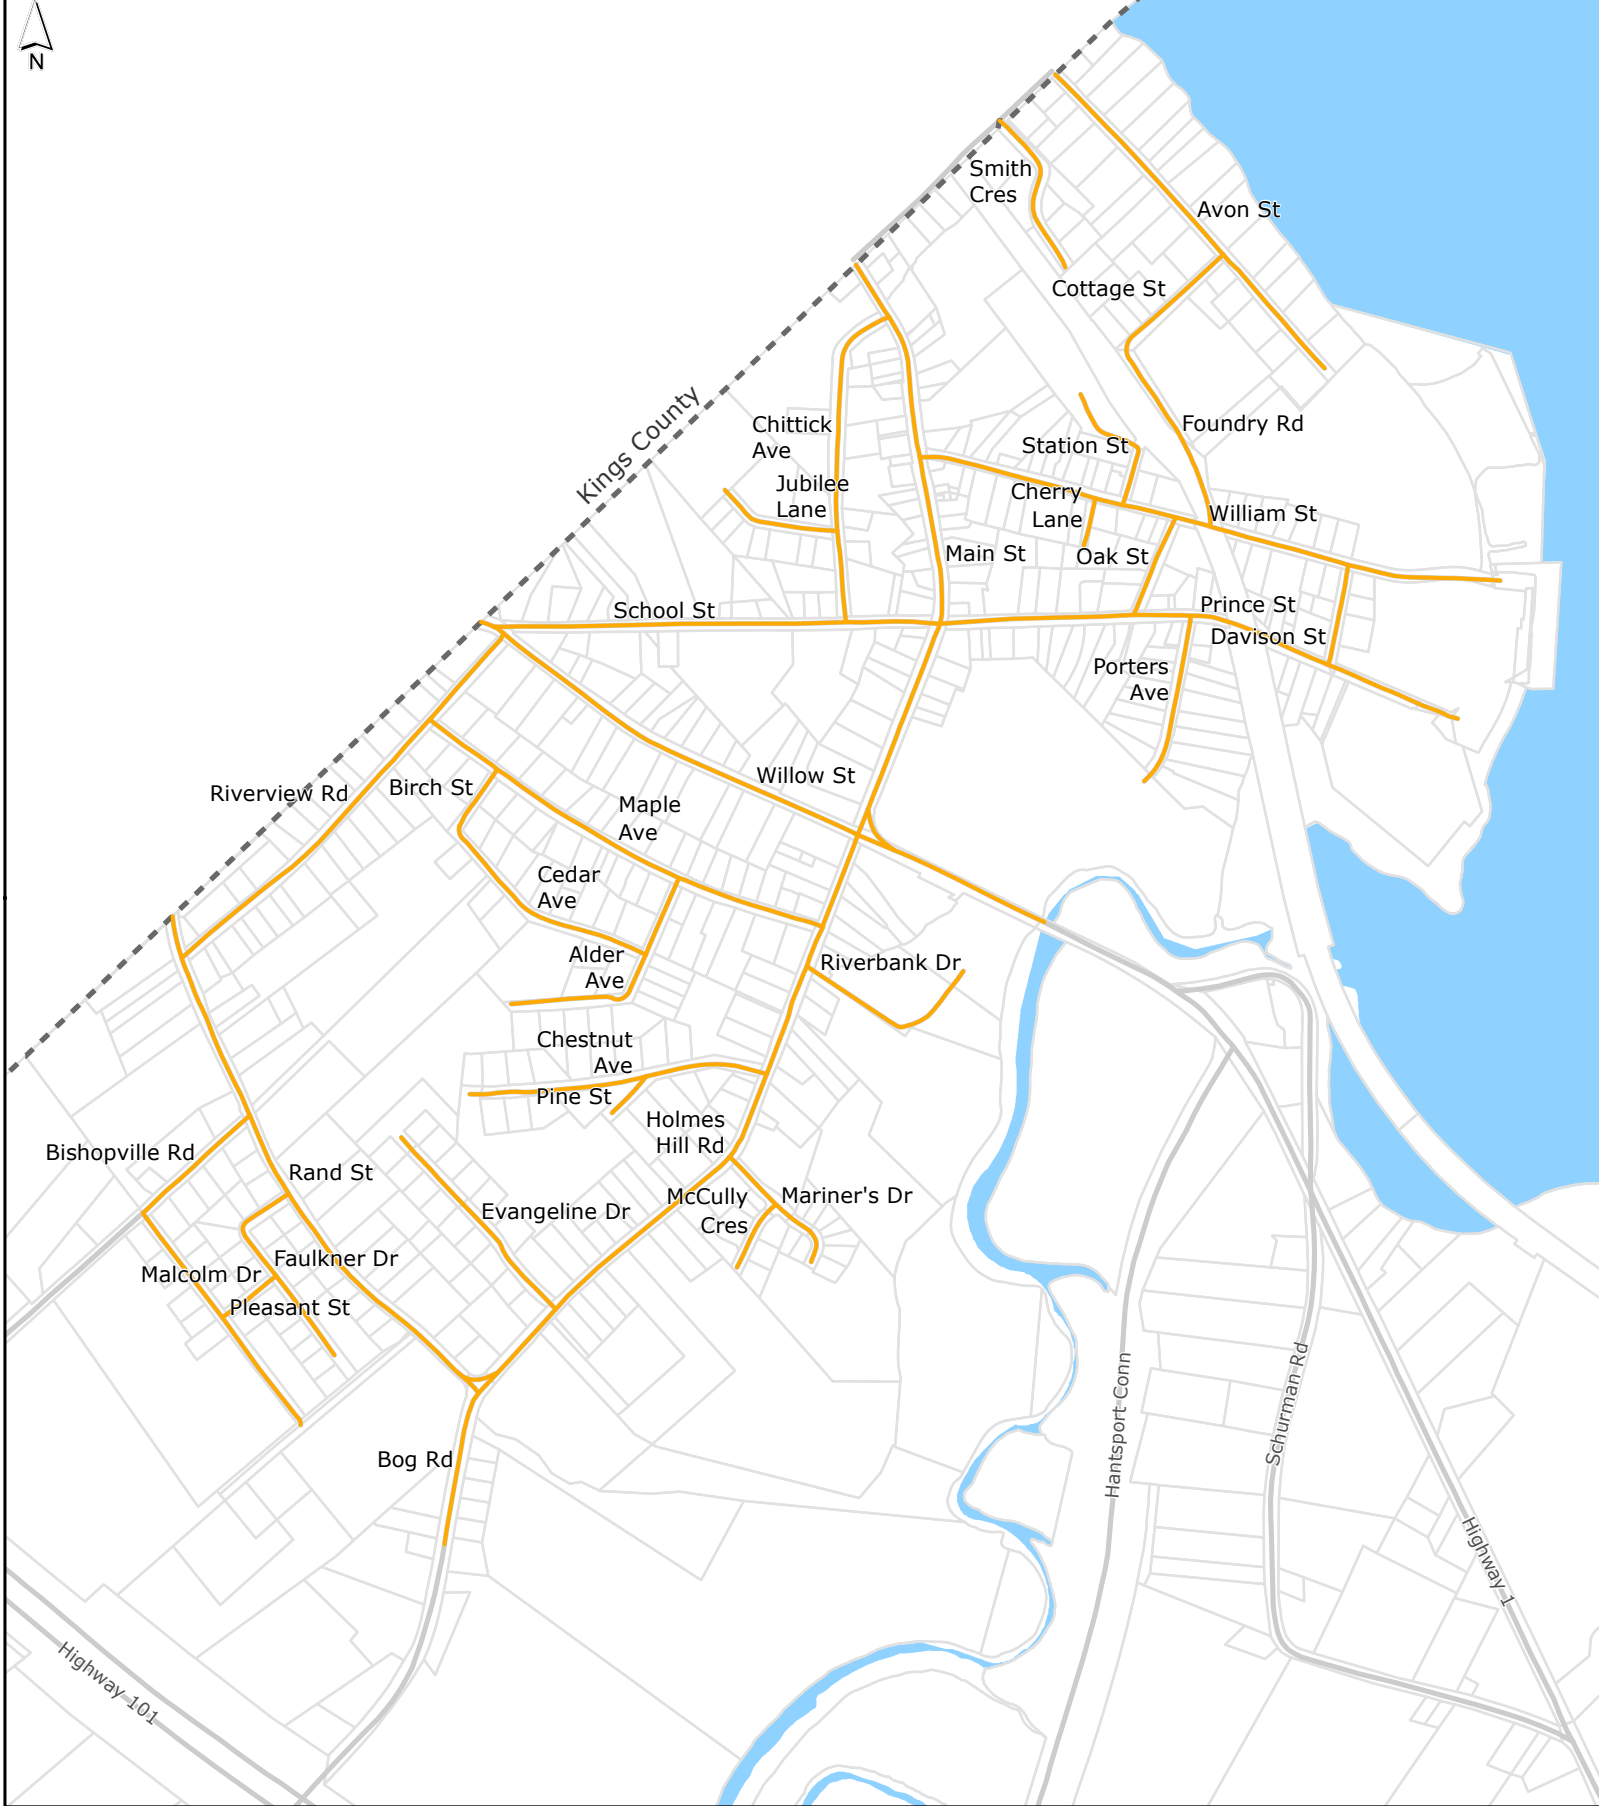 N
Smith
Cres
Avon St
Cottage St
Kings County
Chittick
Ave
Foundry Rd
Station St
Jubilee
Lane
Cherry
Lane
William St
Main St
Oak St
School St
Prince St
Davison St
Porters
Ave
Willow St
Riverview Rd
Birch St
Maple
Ave
Cedar
Ave
Alder
Ave
Riverbank Dr
Chestnut
Ave
Pine St
Holmes
Hill Rd
Bishopville Rd
Rand St
McCully
Cres
Mariner's Dr
Evangeline Dr
Faulkner Dr
Malcolm Dr
Pleasant St
Hantsport Conn
Schurman Rd
Bog Rd
Highway 1
Highway 101